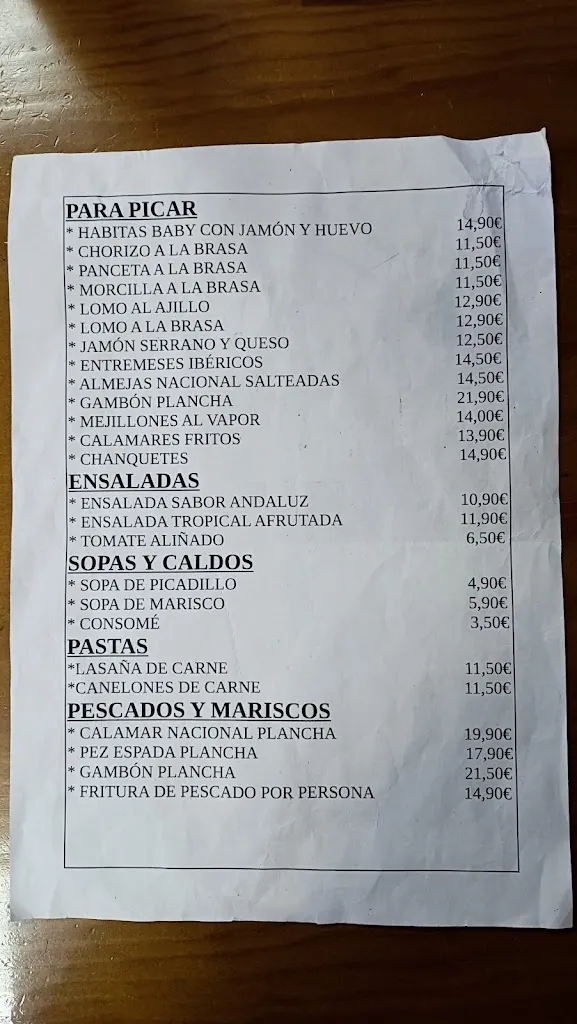 PARA PICAR
* HABITAS BABY CON JAMÓN Y HUEVO 14,90€
* CHORIZO A LA BRASA 11,50€
* PANCETA A LA BRASA 11,50€
* MORCILLA A LA BRASA 11,50€
* LOMO AL AJILLO 12,90€
* LOMO A LA BRASA 12,90€
* JAMÓN SERRANO Y QUESO 12,50€
* ENTREMESES IBÉRICOS 14,50€
* ALMEJAS NACIONAL SALTEADAS 14,50€
* GAMBÓN PLANCHA 21,90€
* MEJILLONES AL VAPOR 14,00€
* CALAMARES FRITOS 13,90€
* CHANQUETES 14,90€
ENSALADAS
* ENSALADA SABOR ANDALUZ 10,90€
* ENSALADA TROPICAL AFRUTADA 11,90€
* TOMATE ALIÑADO 6,50€
SOPAS Y CALDOS
* SOPA DE PICADILLO 4,90€
* SOPA DE MARISCO 5,90€
* CONSOMÉ 3,50€
PASTAS
*LASAÑA DE CARNE 11,50€
*CANELONES DE CARNE 11,50€
PESCADOS Y MARISCOS
* CALAMAR NACIONAL PLANCHA 19,90€
* PEZ ESPADA PLANCHA 17,90€
* GAMBÓN PLANCHA 21,50€
* FRITURA DE PESCADO POR PERSONA 14,90€